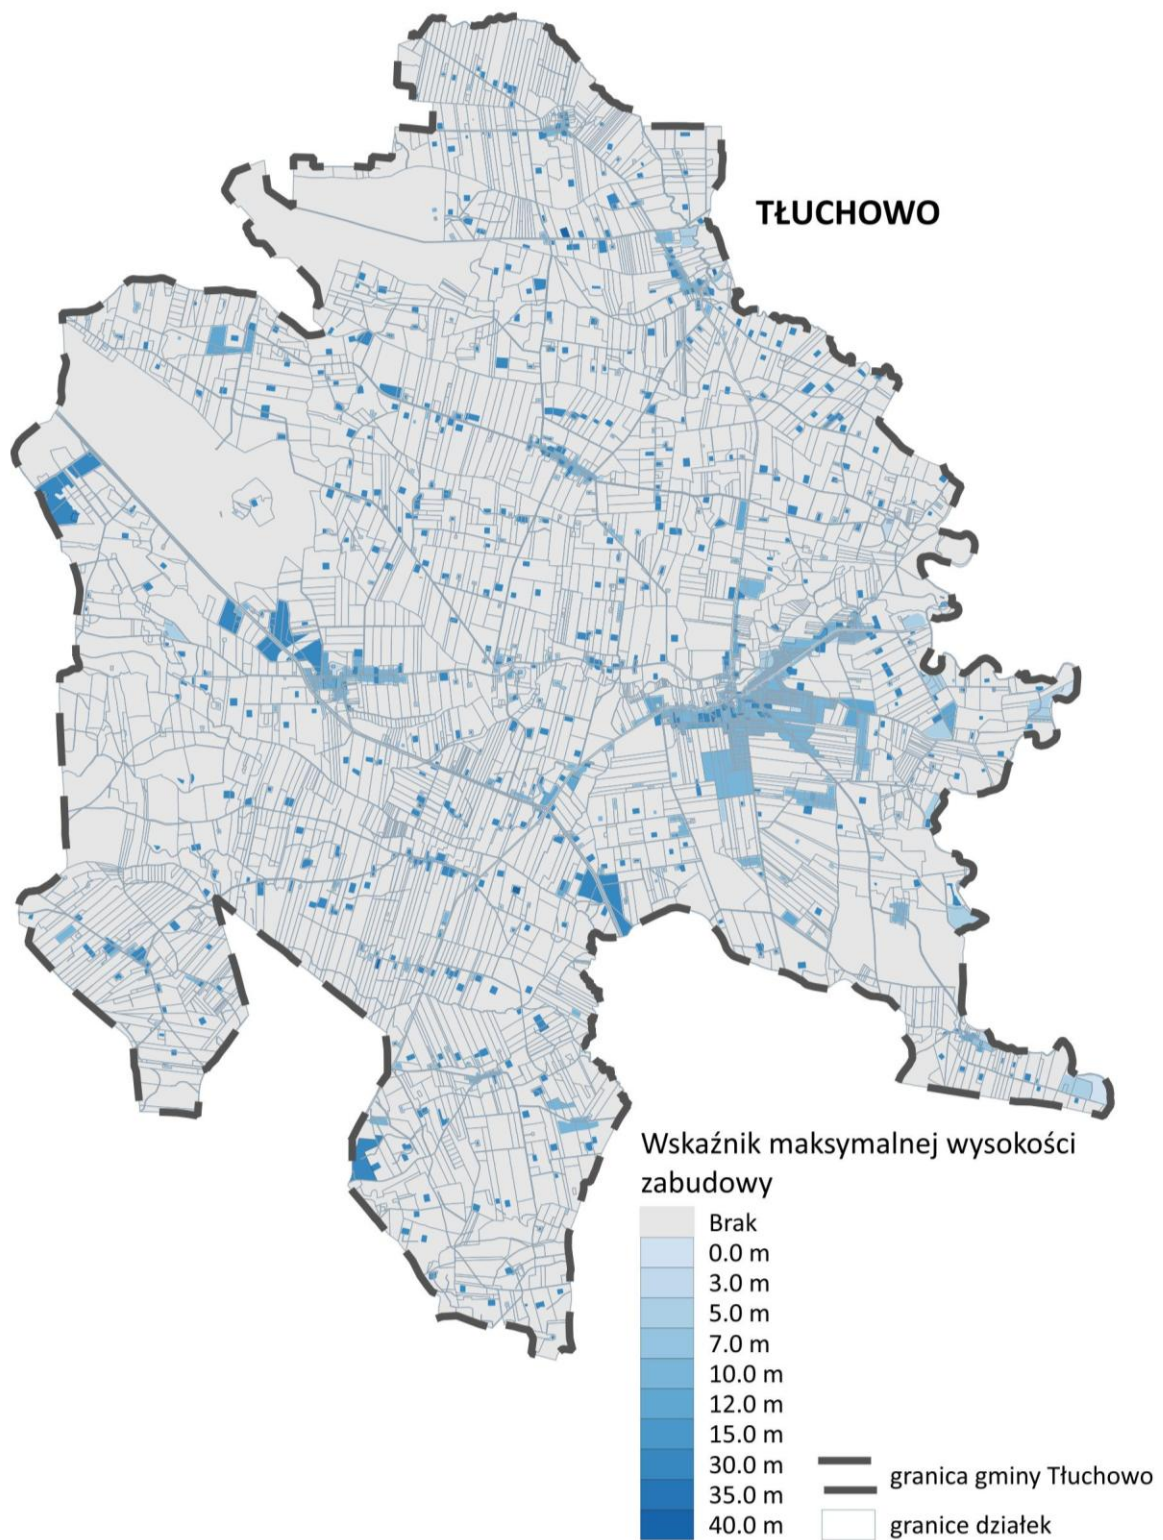 TŁUCHOWO
Wskaźnik maksymalnej wysokości
zabudowy
Brak
0.0 m
3.0 m
5.0 m
7.0 m
10.0 m
12.0 m
15.0 m
30.0 m
35.0 m
40.0 m
granica gminy Tłuchowo
granice działek